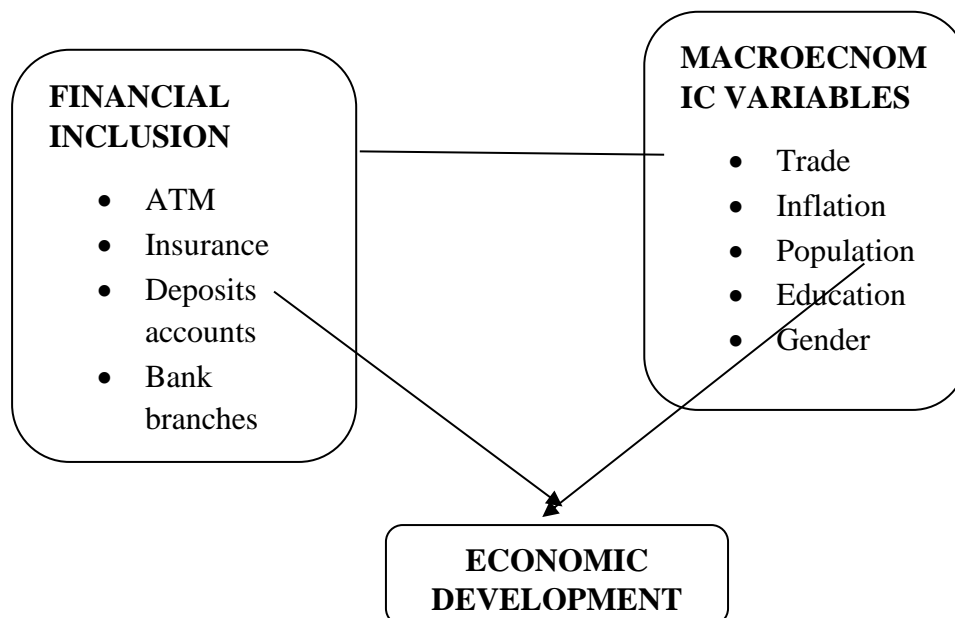 FINANCIAL
INCLUSION
• ATM
• Insurance
• Deposits
accounts
• Bank
branches
MACROECNOM
IC VARIABLES
• Trade
• Inflation
• Population
• Education
• Gender
ECONOMIC
DEVELOPMENT